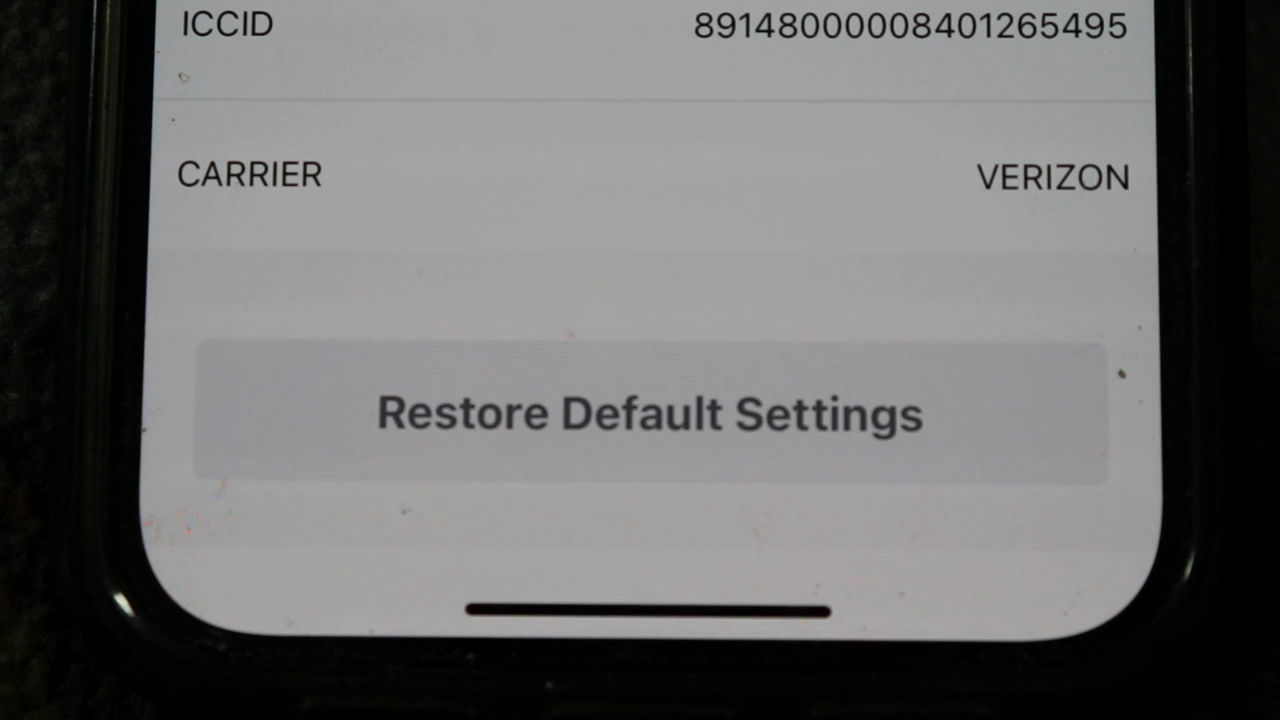 ICCID 89148000008401265495
CARRIER VERIZON
Restore Default Settings